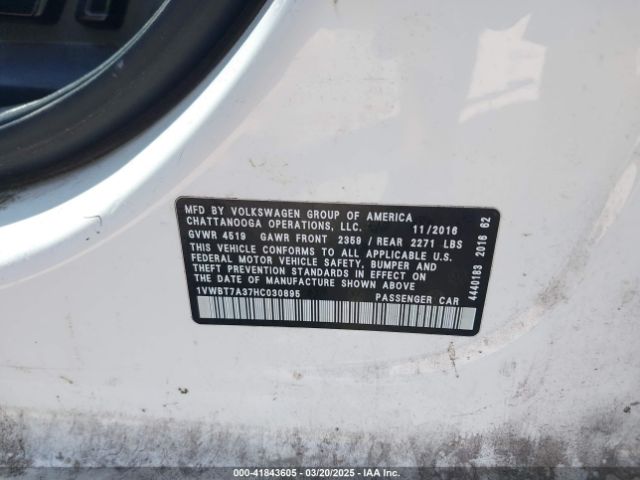 MFD BY VOLKSWAGEN GROUP OF AMERICA
CHATTANOOGA OPERATIONS, LLC. 11/2016
GVWR 4519 GAWR FRONT 2359 / REAR 2271 LBS
THIS VEHICLE CONFORMS TO ALL APPLICABLE U.S.
FEDERAL MOTOR VEHICLE SAFETY, BUMPER AND
THEFT PREVENTION STANDARDS IN EFFECT ON
THE DATE OF MANUFACTURE SHOWN ABOVE
1VWBT7A37HC030895 PASSENGER CAR
4440183 2016 62
000-41843605 - 03/20/2025 - IAA Inc.